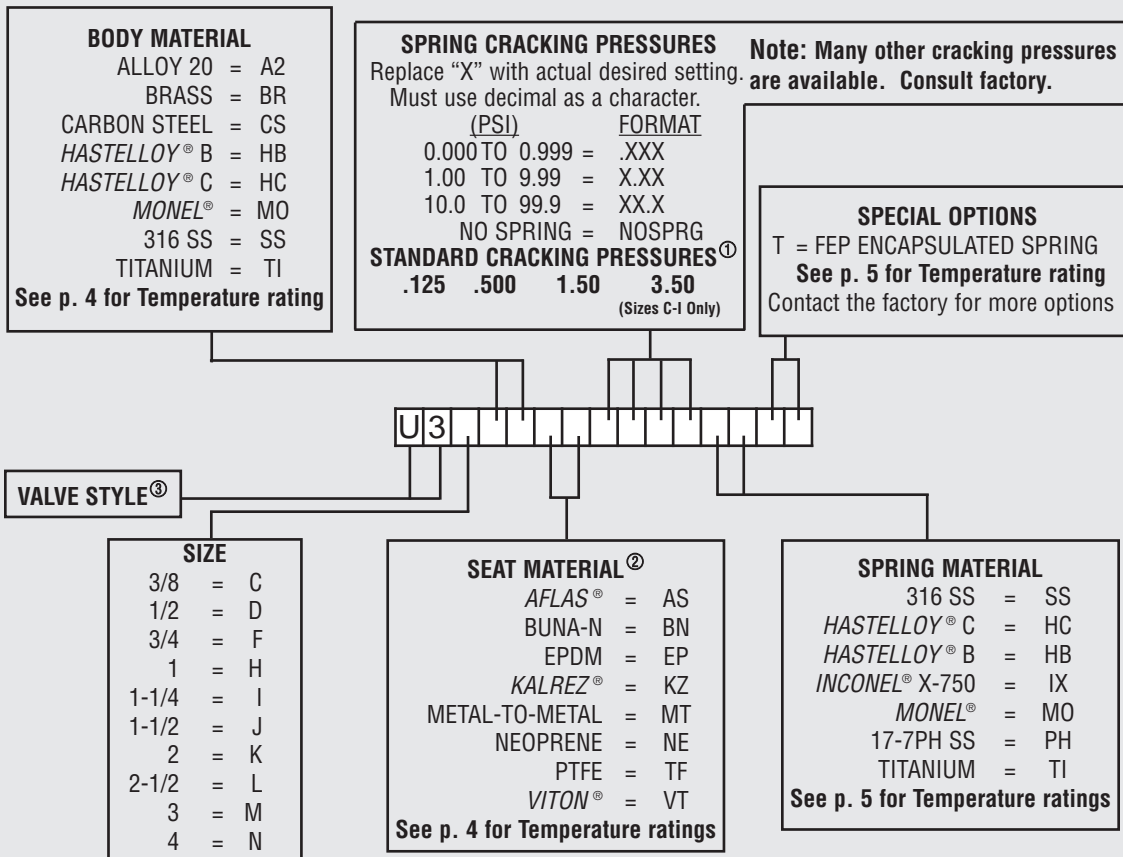 BODY MATERIAL
ALLOY 20 = A2
BRASS = BR
CARBON STEEL = CS
HASTELLOY® B = HB
HASTELLOY® C = HC
MONEL® = MO
316 SS = SS
TITANIUM = TI
See p. 4 for Temperature rating
SPRING CRACKING PRESSURES
Replace “X” with actual desired setting.
Must use decimal as a character.
(PSI) FORMAT
0.000 TO 0.999 = .XXX
1.00 TO 9.99 = X.XX
10.0 TO 99.9 = XX.X
NO SPRING = NOSPRG
STANDARD CRACKING PRESSURES①
.125 .500 1.50 3.50
(Sizes C-I Only)
Note: Many other cracking pressures
are available. Consult factory.
SPECIAL OPTIONS
T = FEP ENCAPSULATED SPRING
See p. 5 for Temperature rating
Contact the factory for more options
U3
VALVE STYLE③
SIZE
3/8 = C
1/2 = D
3/4 = F
1 = H
1-1/4 = I
1-1/2 = J
2 = K
2-1/2 = L
3 = M
4 = N
SEAT MATERIAL②
AFLAS® = AS
BUNA-N = BN
EPDM = EP
KALREZ® = KZ
METAL-TO-METAL = MT
NEOPRENE = NE
PTFE = TF
VITON® = VT
See p. 4 for Temperature ratings
SPRING MATERIAL
316 SS = SS
HASTELLOY® C = HC
HASTELLOY® B = HB
INCONEL® X-750 = IX
MONEL® = MO
17-7PH SS = PH
TITANIUM = TI
See p. 5 for Temperature ratings